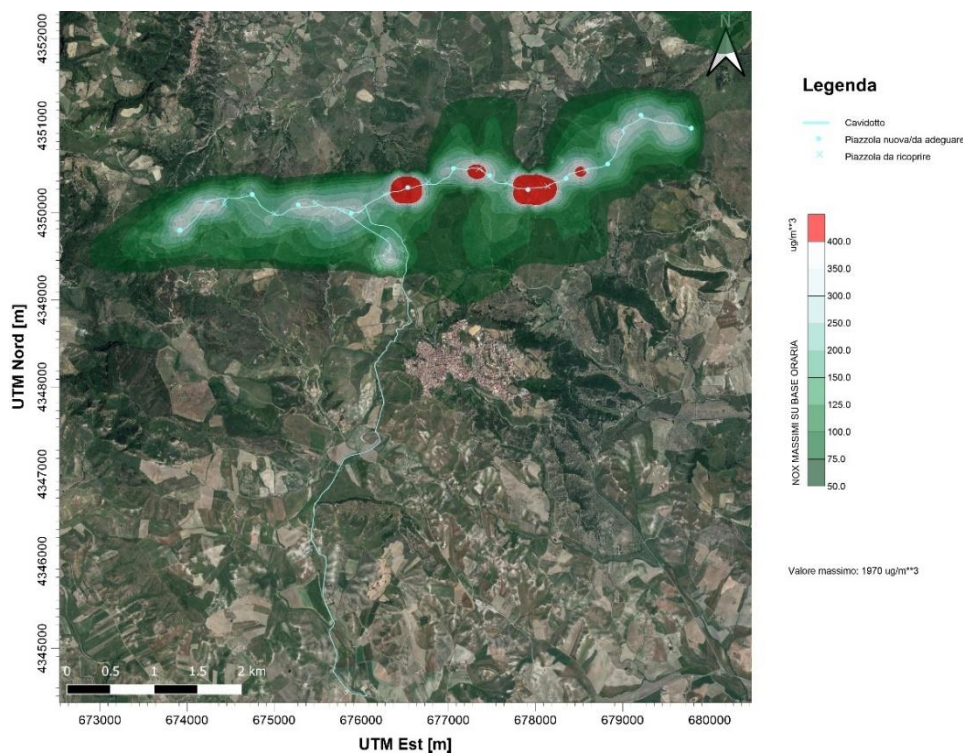 N
4352000
4351000
4350000
4349000
4348000
4347000
4346000
4345000
UTM Nord [m]
0 0.5 1 1.5 2 km
673000 674000 675000 676000 677000 678000 679000 680000
UTM Est [m]
Legenda
Cavidotto
Piazzola nuova/da adeguare
Piazzola da ricoprire
ug/m**3
NOX MASSIMI SU BASE ORARIA
400.0
350.0
300.0
250.0
200.0
150.0
125.0
100.0
75.0
50.0
Valore massimo: 1970 ug/m**3